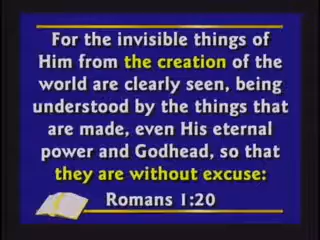 For the invisible things of
Him from the creation of the
world are clearly seen, being
understood by the things that
are made, even His eternal
power and Godhead, so that
they are without excuse:
Romans 1:20